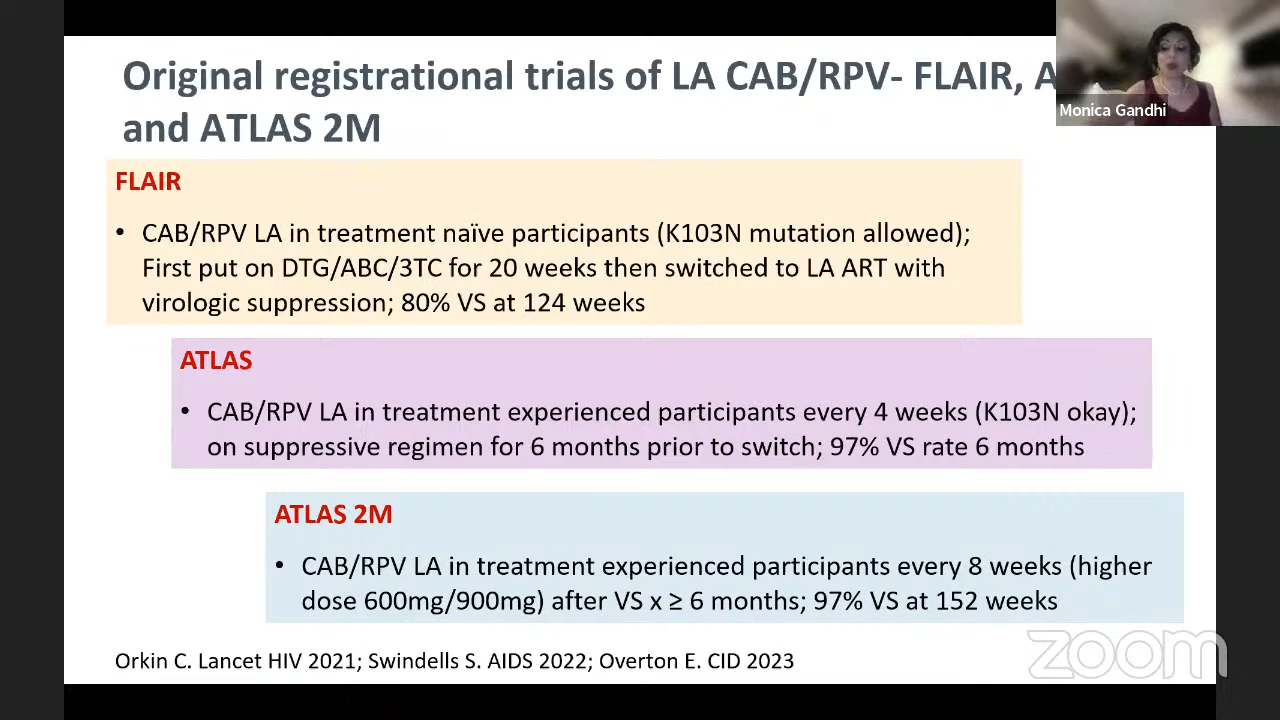 Original registrational trials of LA CAB/RPV- FLAIR, A
and ATLAS 2M
Monica Gandhi
FLAIR
• CAB/RPV LA in treatment naïve participants (K103N mutation allowed);
First put on DTG/ABC/3TC for 20 weeks then switched to LA ART with
virologic suppression; 80% VS at 124 weeks
ATLAS
• CAB/RPV LA in treatment experienced participants every 4 weeks (K103N okay);
on suppressive regimen for 6 months prior to switch; 97% VS rate 6 months
ATLAS 2M
• CAB/RPV LA in treatment experienced participants every 8 weeks (higher
dose 600mg/900mg) after VS x ≥ 6 months; 97% VS at 152 weeks
Orkin C. Lancet HIV 2021; Swindells S. AIDS 2022; Overton E. CID 2023
zoom